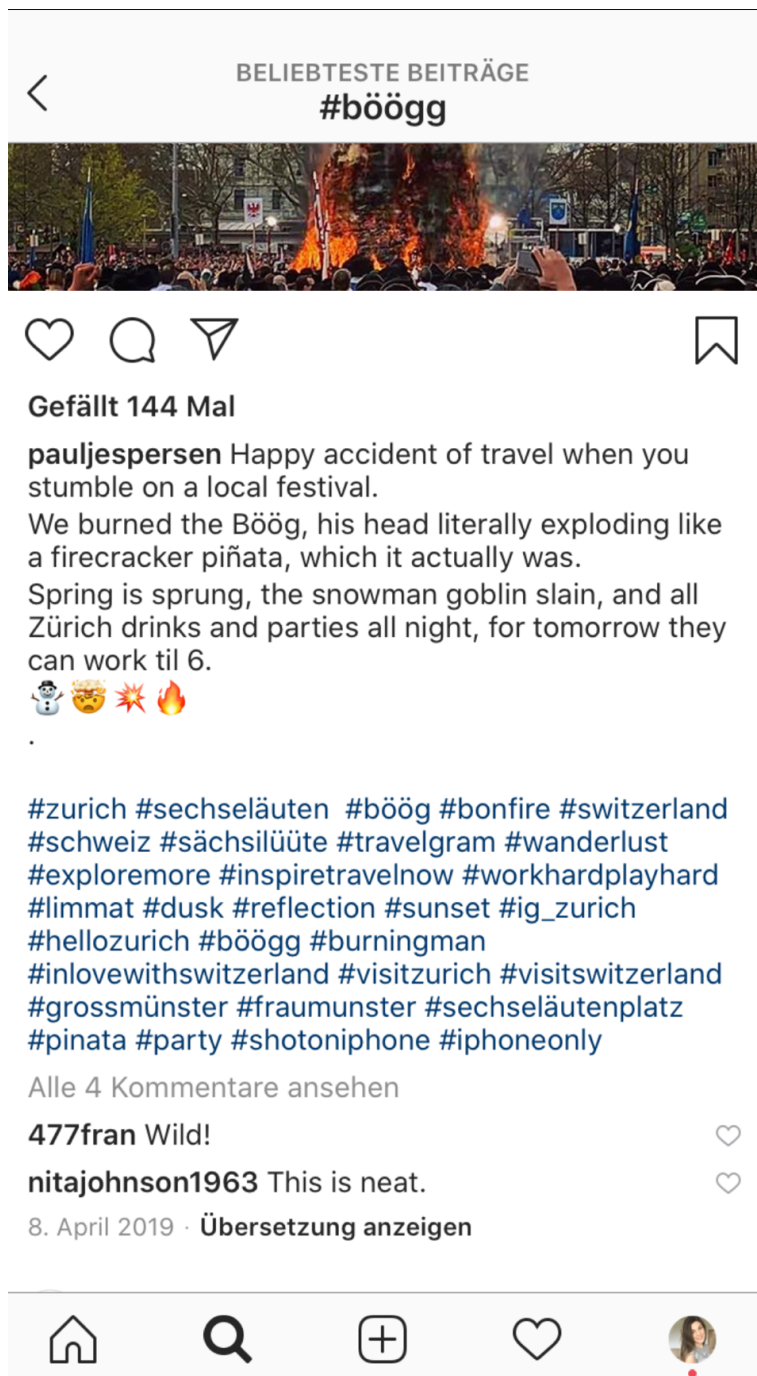 BELIEBTESTE BEITRÄGE
#böögg
Gefällt 144 Mal
pauljespersen Happy accident of travel when you
stumble on a local festival.
We burned the Böög, his head literally exploding like
a firecracker piñata, which it actually was.
Spring is sprung, the snowman goblin slain, and all
Zürich drinks and parties all night, for tomorrow they
can work til 6.
⛄🤯💥🔥
.
#zurich #sechseläuten #böög #bonfire #switzerland
#schweiz #sächsilüüte #travelgram #wanderlust
#exploremore #inspiretravelnow #workhardplayhard
#limmat #dusk #reflection #sunset #ig_zurich
#hellozurich #böögg #burningman
#inlovewithswitzerland #visitzurich #visitswitzerland
#grossmünster #fraumunster #sechseläutenplatz
#pinata #party #shotoniphone #iphoneonly
Alle 4 Kommentare ansehen
477fran Wild!
nitajohnson1963 This is neat.
8. April 2019 · Übersetzung anzeigen